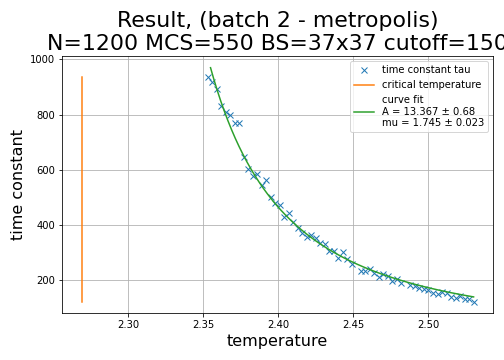 Result, (batch 2 - metropolis)
N=1200 MCS=550 BS=37x37 cutoff=150
time constant tau
critical temperature
curve fit
A = 13.367 ± 0.68
mu = 1.745 ± 0.023
time constant
1000
800
600
400
200
2.30 2.35 2.40 2.45 2.50
temperature